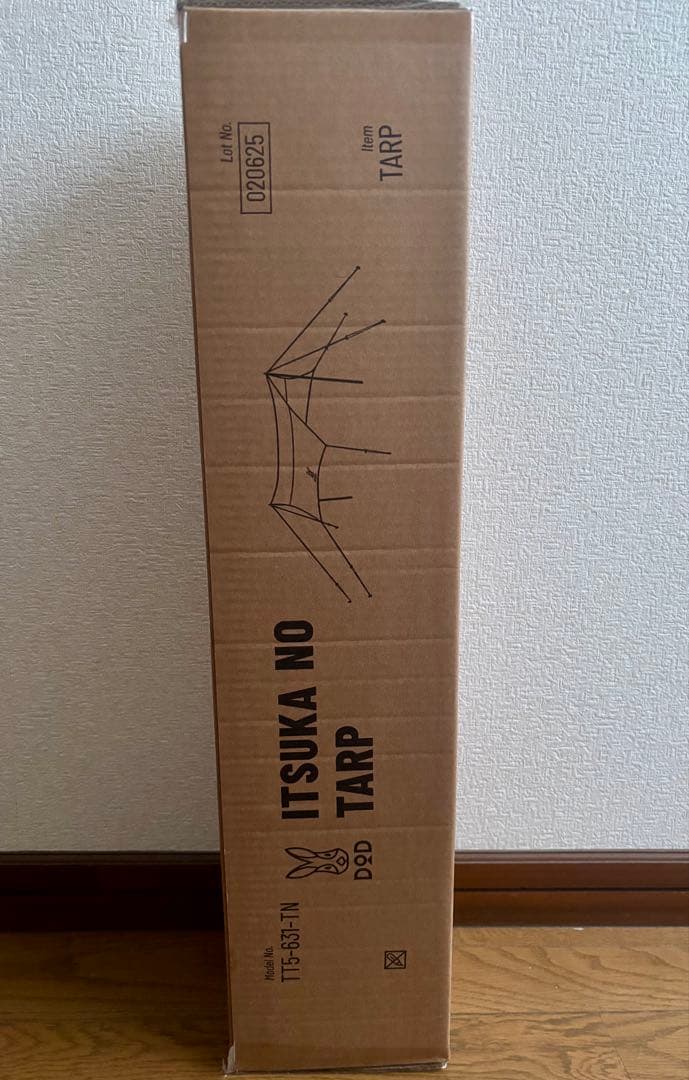 Model No.
TT5-631-TN
DOD
ITSUKA NO
TARP
Lot No.
020625
Item
TARP